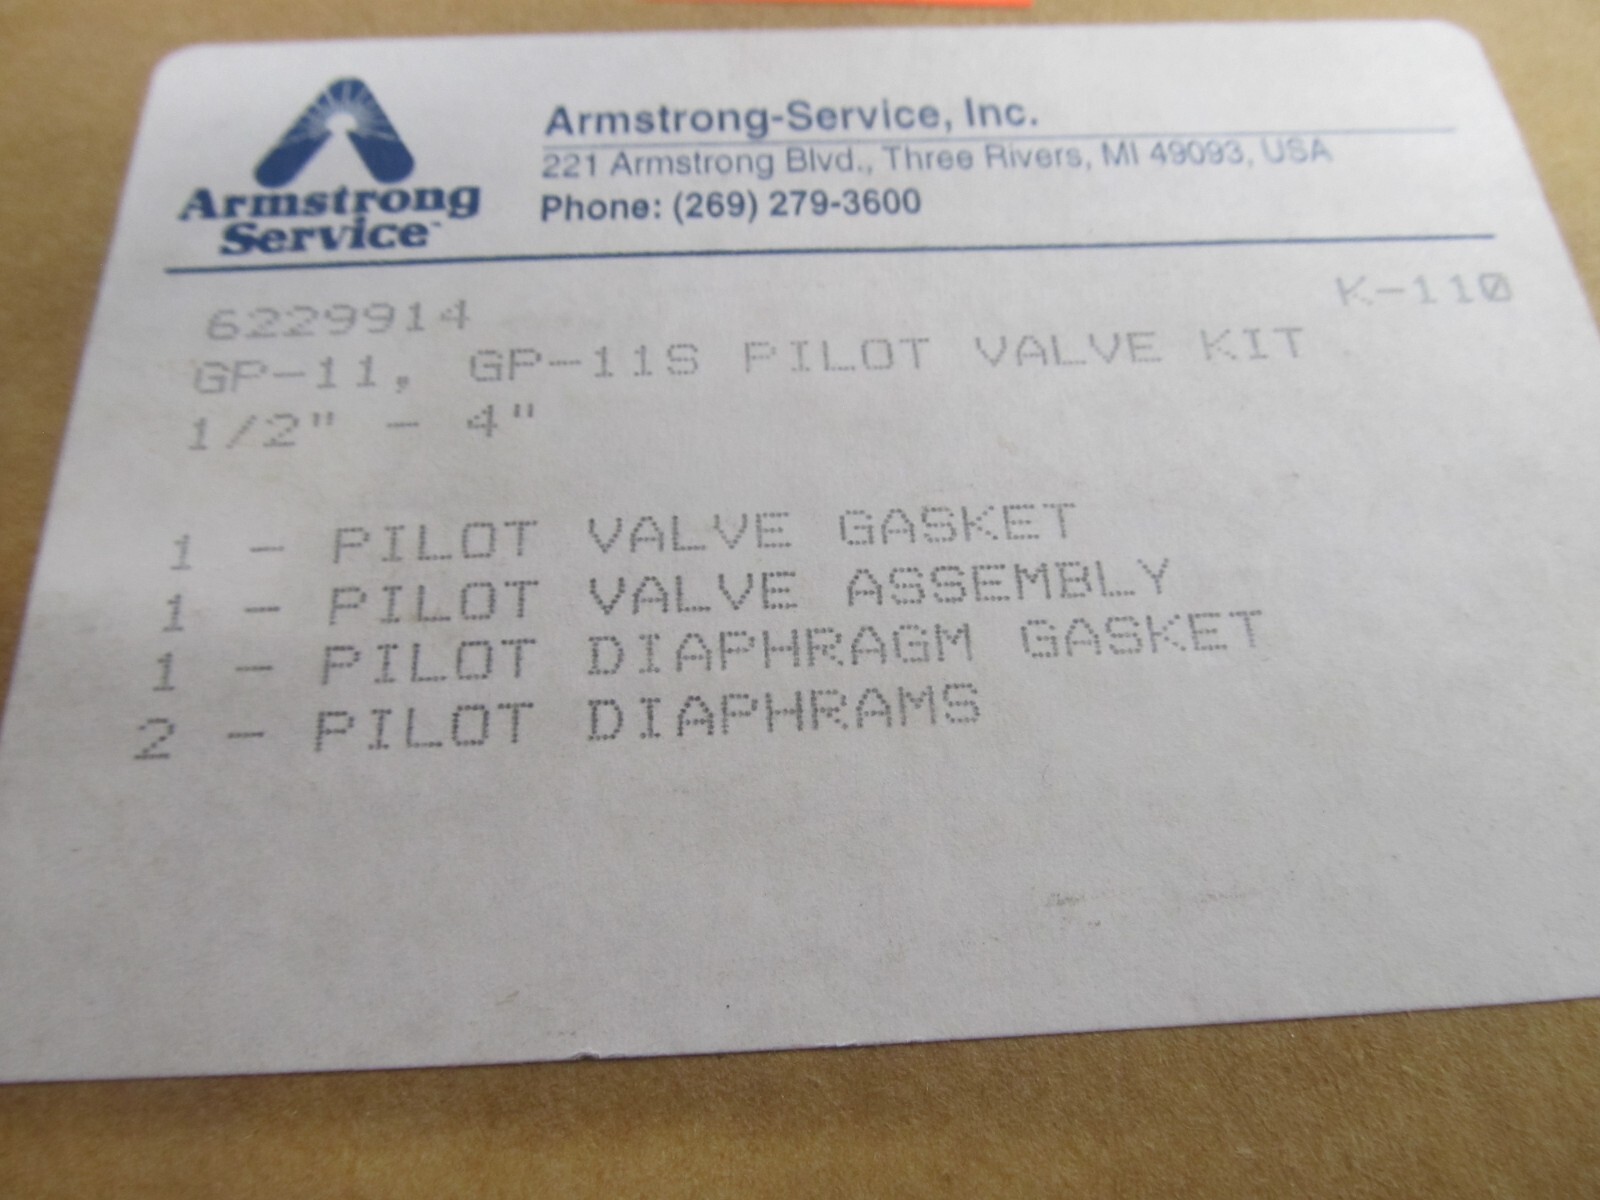 Armstrong
Service™
Armstrong-Service, Inc.
221 Armstrong Blvd., Three Rivers, MI 49093, USA
Phone: (269) 279-3600
6229914 K-110
GP-11, GP-11S PILOT VALVE KIT
1/2" - 4"
1 - PILOT VALVE GASKET
1 - PILOT VALVE ASSEMBLY
1 - PILOT DIAPHRAGM GASKET
2 - PILOT DIAPHRAMS